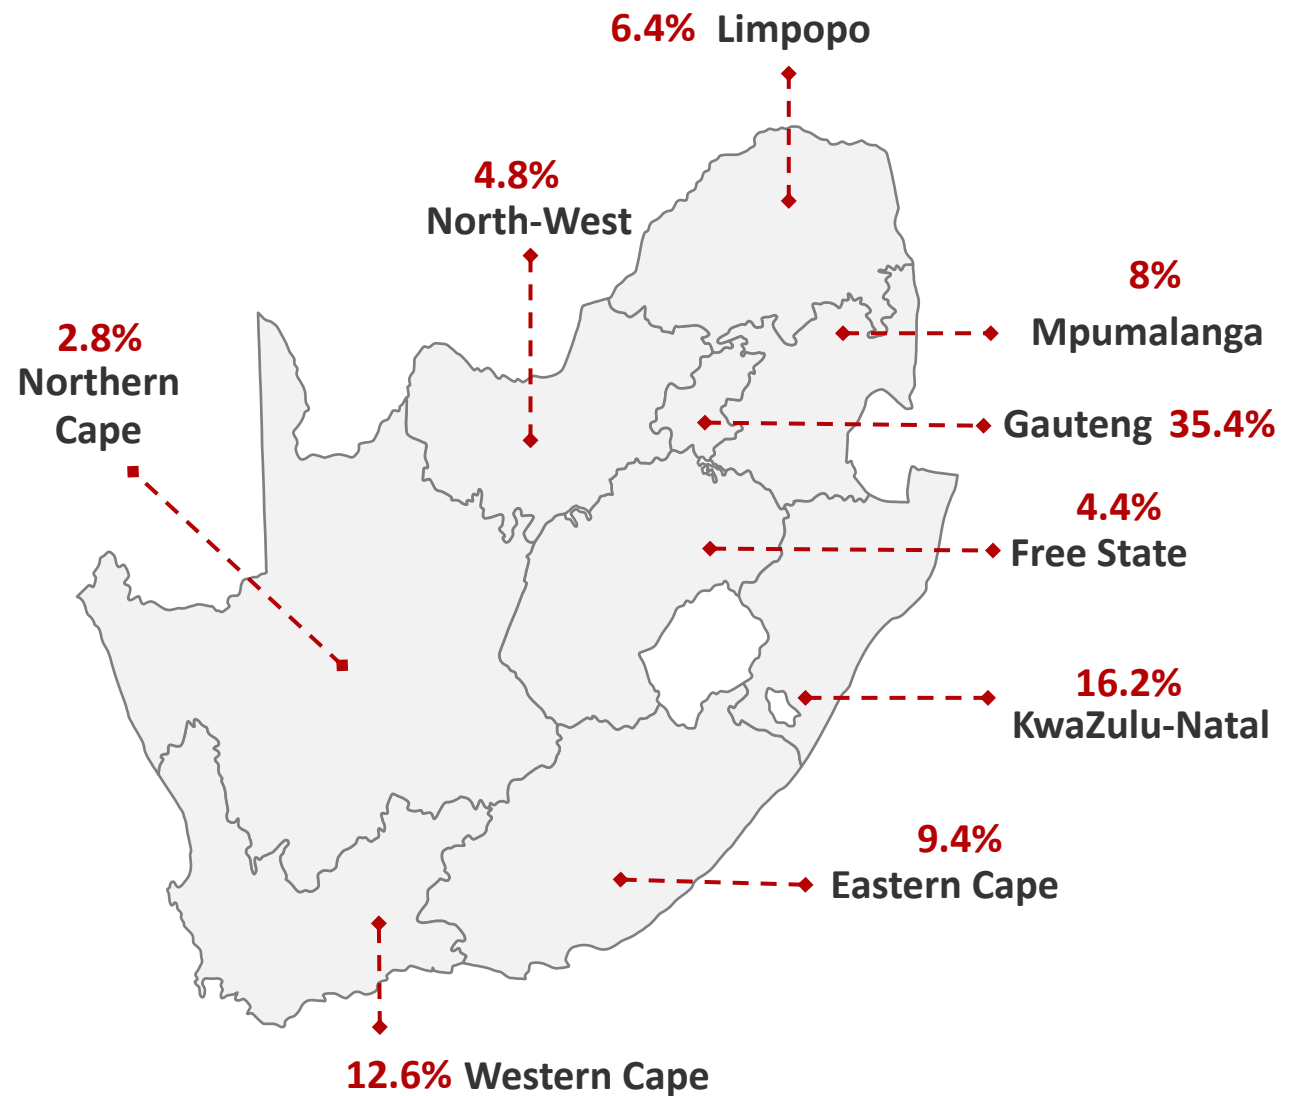 6.4% Limpopo
4.8%
North-West
8%
Mpumalanga
2.8%
Northern
Cape
Gauteng 35.4%
4.4%
Free State
16.2%
KwaZulu-Natal
9.4%
Eastern Cape
12.6% Western Cape